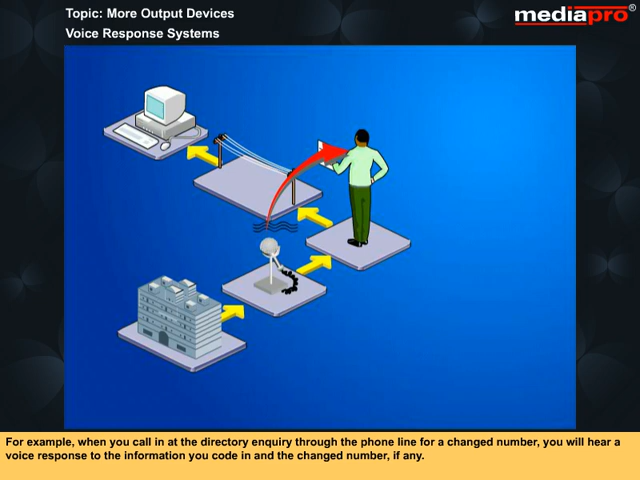 Topic: More Output Devices
Voice Response Systems
mediapro®
For example, when you call in at the directory enquiry through the phone line for a changed number, you will hear a
voice response to the information you code in and the changed number, if any.